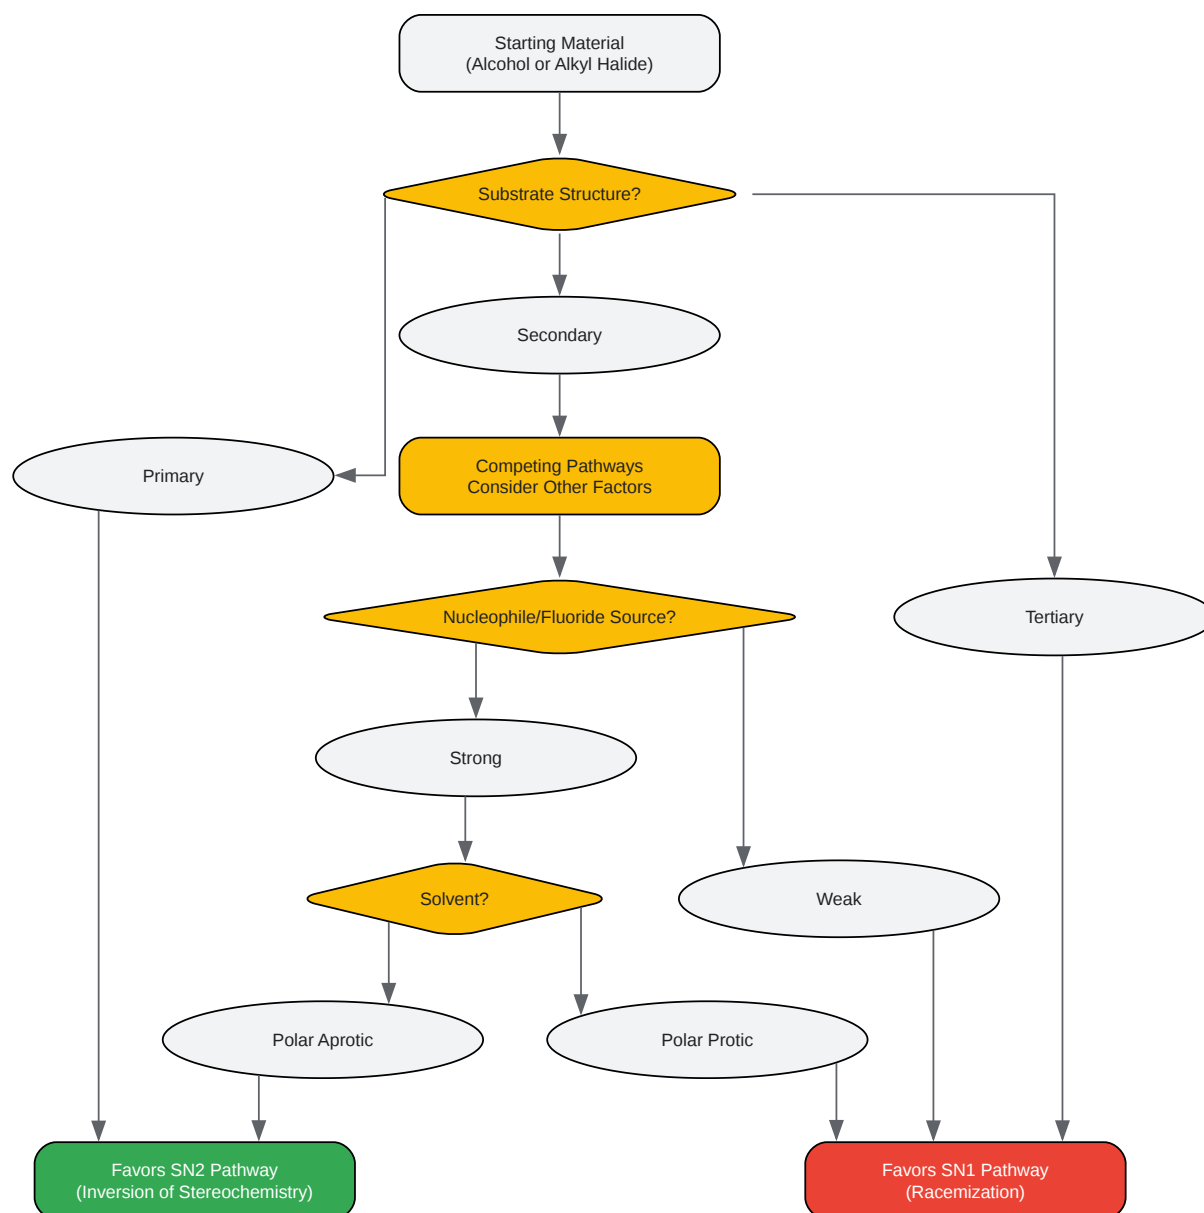 Starting Material
(Alcohol or Alkyl Halide)
Substrate Structure?
Secondary
Primary
Competing Pathways
Consider Other Factors
Nucleophile/Fluoride Source?
Tertiary
Strong
Solvent?
Weak
Polar Aprotic
Polar Protic
Favors SN2 Pathway
(Inversion of Stereochemistry)
Favors SN1 Pathway
(Racemization)